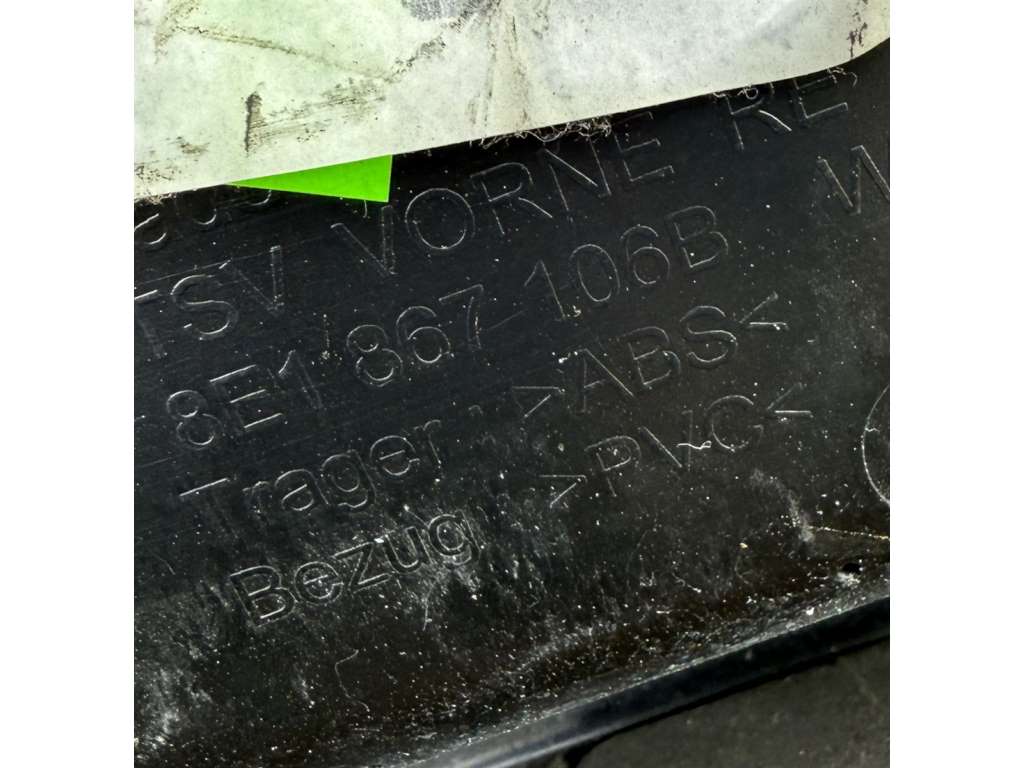 TSV VORNE RE
8E1 867 106B
Trager >ABS<
Bezug >PVC<